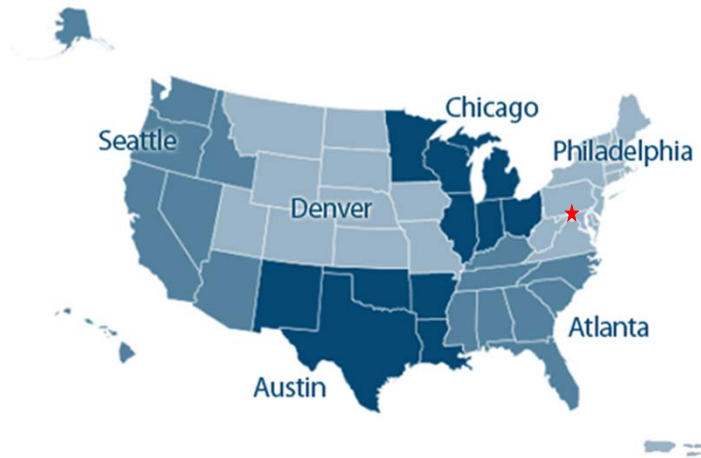 Chicago
Seattle
Philadelphia
Denver
Atlanta
Austin